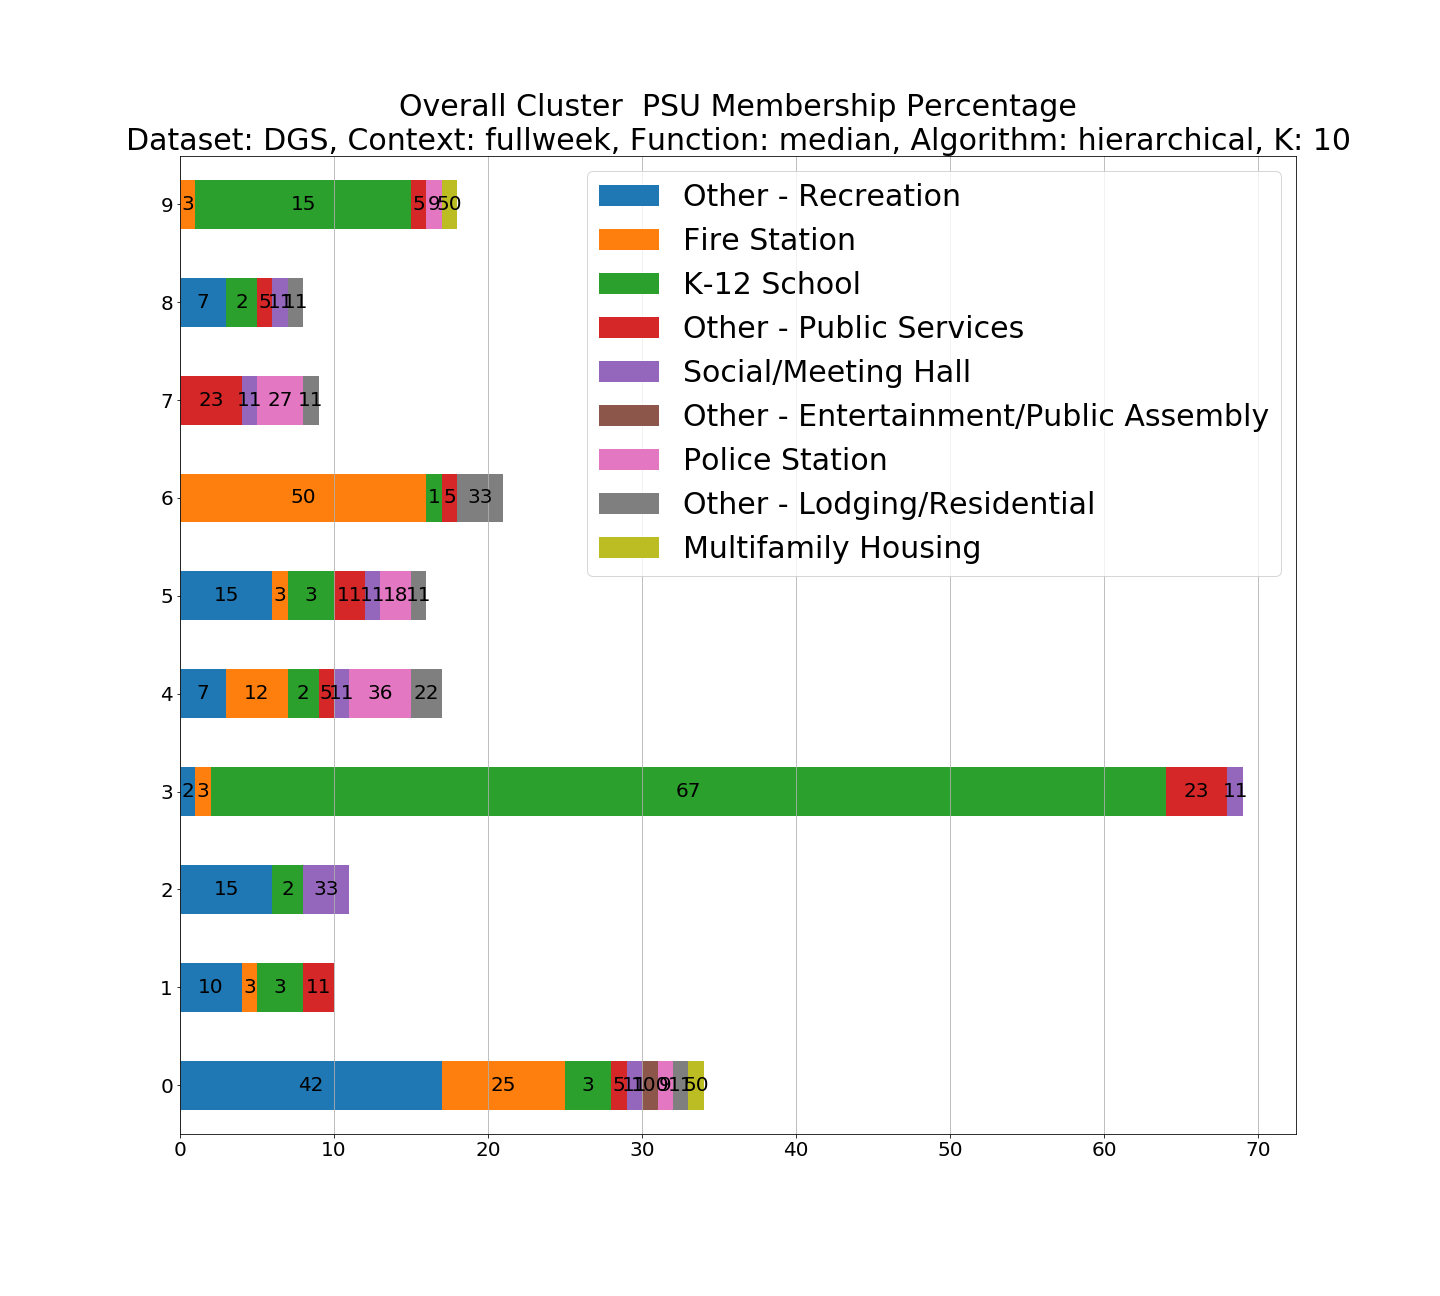 Overall Cluster  PSU Membership Percentage
Dataset: DGS, Context: fullweek, Function: median, Algorithm: hierarchical, K: 10
Other - Recreation
Fire Station
K-12 School
Other - Public Services
Social/Meeting Hall
Other - Entertainment/Public Assembly
Police Station
Other - Lodging/Residential
Multifamily Housing
9 3 15 5 9 50
8 7 2 5 11 11
7 23 11 27 11
6 50 1 5 33
5 15 3 3 11 11 18 11
4 7 12 2 5 11 36 22
3 2 3 67 23 11
2 15 2 33
1 10 3 3 11
0 42 25 3 5 11 100 9 11 50
0 10 20 30 40 50 60 70